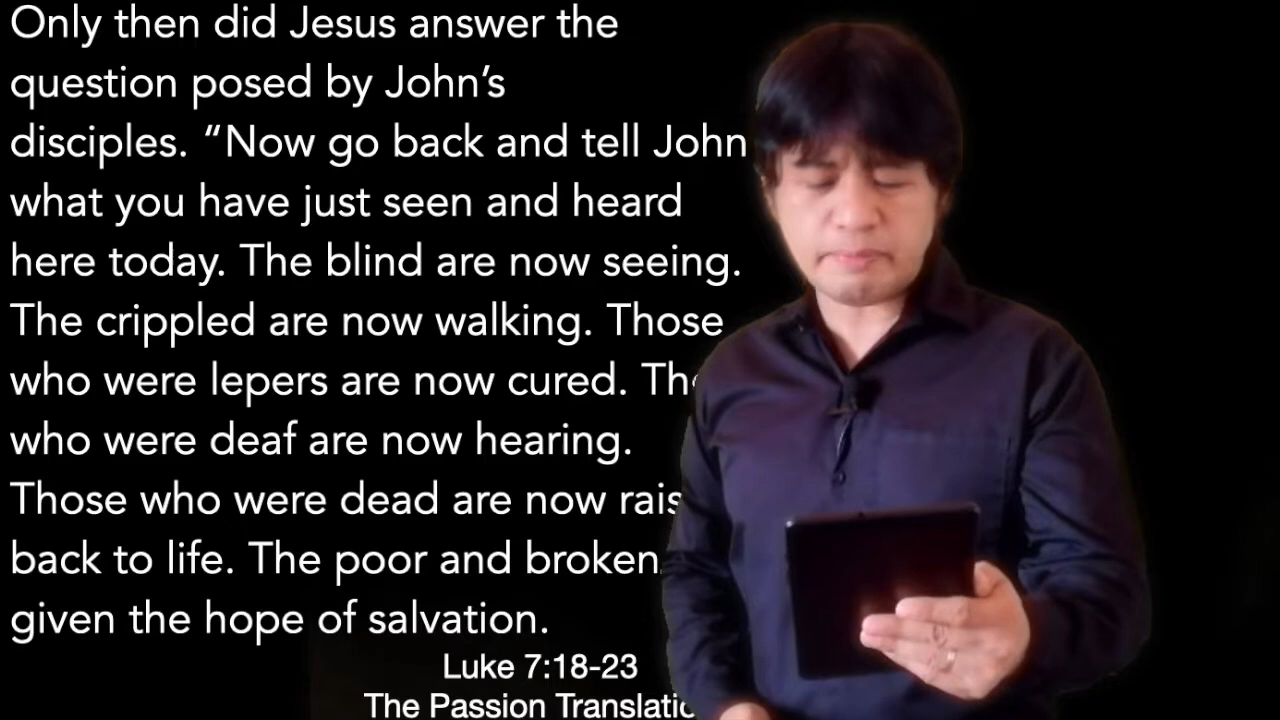 Only then did Jesus answer the
question posed by John’s
disciples. “Now go back and tell John
what you have just seen and heard
here today. The blind are now seeing.
The crippled are now walking. Those
who were lepers are now cured. Tho
who were deaf are now hearing.
Those who were dead are now rais
back to life. The poor and broken
given the hope of salvation.
Luke 7:18-23
The Passion Translatio